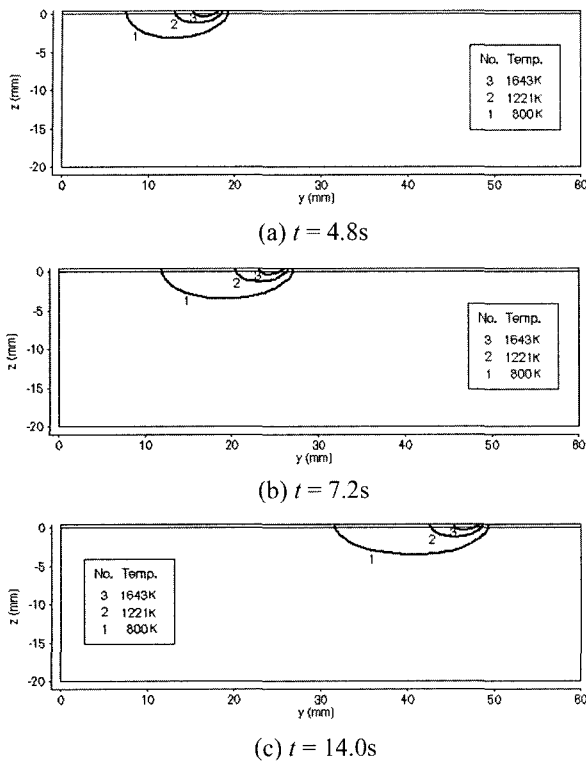 z (mm)
0
-5
-10
-15
-20
1
2
3
No. Temp.
3 1643K
2 1221K
1 800K
0 10 20 30 40 50 60
y (mm)
(a) t = 4.8s
z (mm)
0
-5
-10
-15
-20
1
2
3
No. Temp.
3 1643K
2 1221K
1 800K
0 10 20 30 40 50 60
y (mm)
(b) t = 7.2s
z (mm)
0
-5
-10
-15
-20
1
2
3
No. Temp.
3 1643K
2 1221K
1 800K
0 10 20 30 40 50 60
y (mm)
(c) t = 14.0s